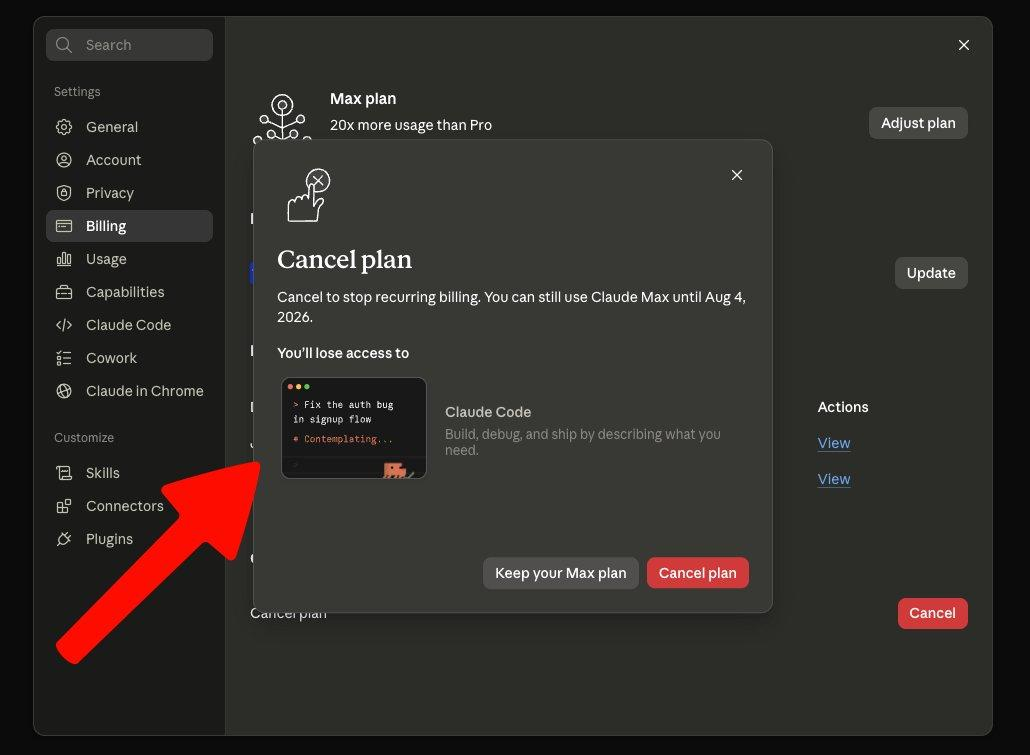 Search
Settings
General
Account
Privacy
Billing
Usage
Capabilities
Claude Code
Cowork
Claude in Chrome
Customize
Skills
Connectors
Plugins
Max plan
20x more usage than Pro
Adjust plan
Update
Cancel plan
Cancel to stop recurring billing. You can still use Claude Max until Aug 4,
2026.
You'll lose access to
> Fix the auth bug
in signup flow
* Contemplating...
Claude Code
Build, debug, and ship by describing what you
need.
Keep your Max plan
Cancel plan
Actions
View
View
Cancel plan
Cancel